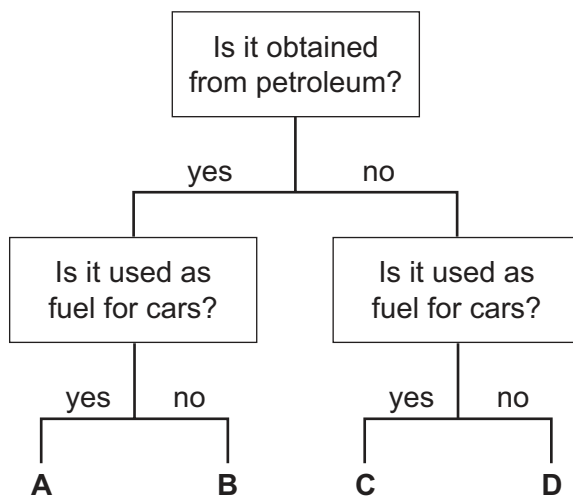 Is it obtained
from petroleum?
yes no
Is it used as
fuel for cars?
Is it used as
fuel for cars?
yes no
yes no
A B C D